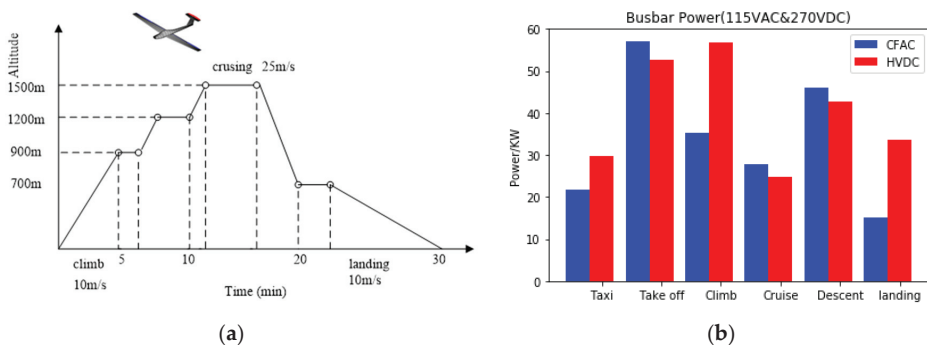 Altitude
1500m
1200m
900m
700m
crusing 25m/s
climb 5 10 20 landing 30
10m/s 10m/s
Time (min)
(a)
Busbar Power(115VAC&270VDC)
CFAC
HVDC
Power/KW
60
50
40
30
20
10
0
Taxi Take off Climb Cruise Descent landing
(b)